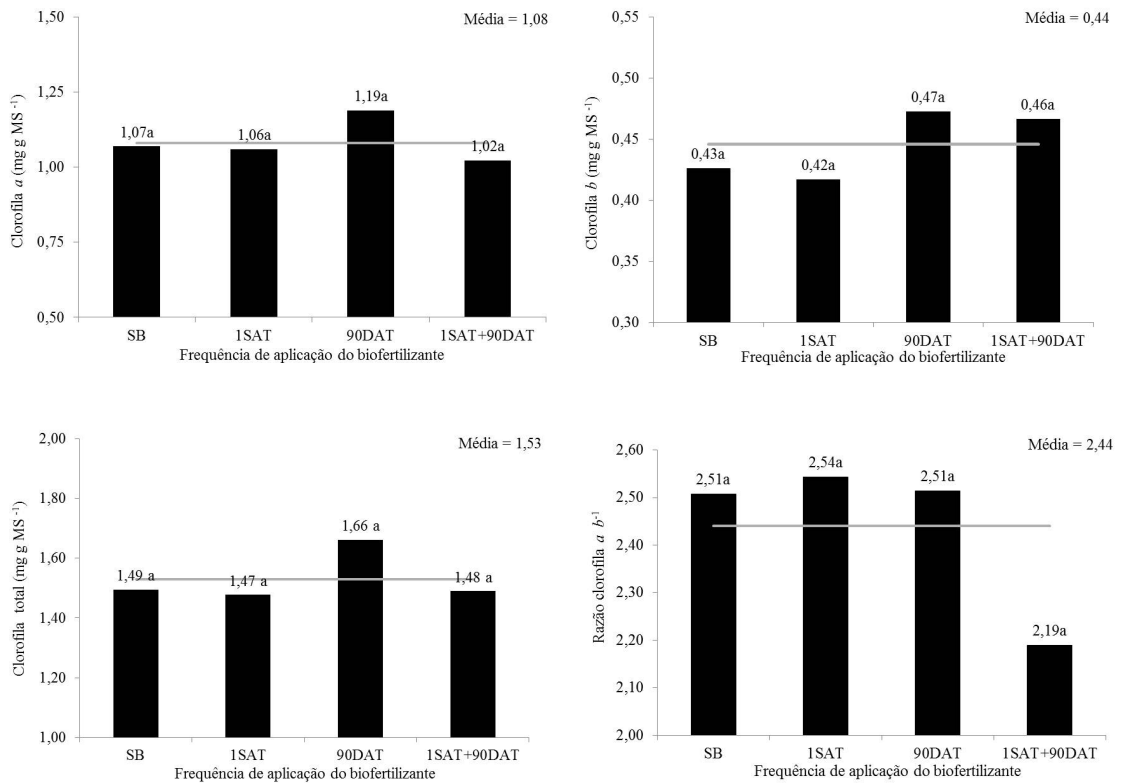 Média = 1,08
Clorofila a (mg g MS -1)
1,50
1,25
1,00
0,75
0,50
1,07a
1,06a
1,19a
1,02a
SB
1SAT
90DAT
1SAT+90DAT
Frequência de aplicação do biofertilizante
Média = 0,44
Clorofila b (mg g MS -1)
0,55
0,50
0,45
0,40
0,35
0,30
0,43a
0,42a
0,47a
0,46a
SB
1SAT
90DAT
1SAT+90DAT
Frequência de aplicação do biofertilizante
Média = 1,53
Clorofila total (mg g MS -1)
2,00
1,80
1,60
1,40
1,20
1,00
1,49 a
1,47 a
1,66 a
1,48 a
SB
1SAT
90DAT
1SAT+90DAT
Frequência de aplicação do biofertilizante
Média = 2,44
Razão clorofila a b-1
2,60
2,50
2,40
2,30
2,20
2,10
2,00
2,51a
2,54a
2,51a
2,19a
SB
1SAT
90DAT
1SAT+90DAT
Frequência de aplicação do biofertilizante